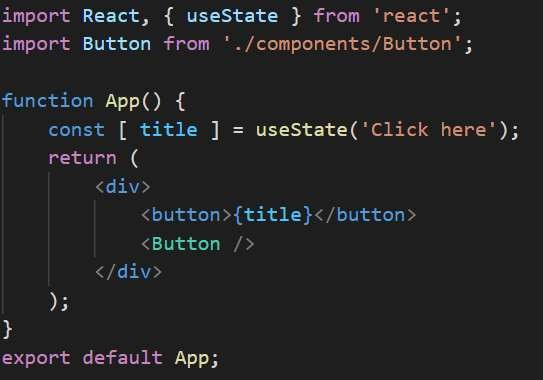 import React, { useState } from 'react';
import Button from './components/Button';

function App() {
    const [ title ] = useState('Click here');
    return (
        <div>
            <button>{title}</button>
            <Button />
        </div>
    );
}
export default App;